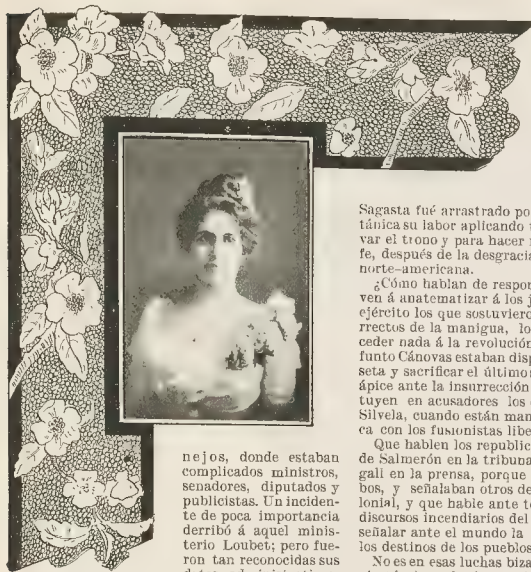 nejos, donde estaban
complicados ministros,
senadores, diputados y
publicistas. Un inciden-
te de poca importancia
derribó á aquel minis-
terio Loubet; pero fue-
ron tan reconocidas sus
Sagasta fué arrastrado po
tánica su labor aplicando
var el trono y para hacer
fe, después de la desgracia
norte-americana.
¿Cómo hablan de respon
ven á anatematizar á los j
ejército los que sostuvier
rrectos de la manigua, lo
ceder nada á la revolución
funto Cánovas estaban disp
seta y sacrificar el último
ápice ante la insurrección
tuyen en acusadores los
Silvela, cuando están man
ca con los fusionistas libe
Que hablen los republic
de Salmerón en la tribuna
gall en la prensa, porque
bos, y señalaban otros de
lonial, y que hable ante t
discursos incendiarios del
señalar ante el mundo la
los destinos de los pueblos
No es en esas luchas biza